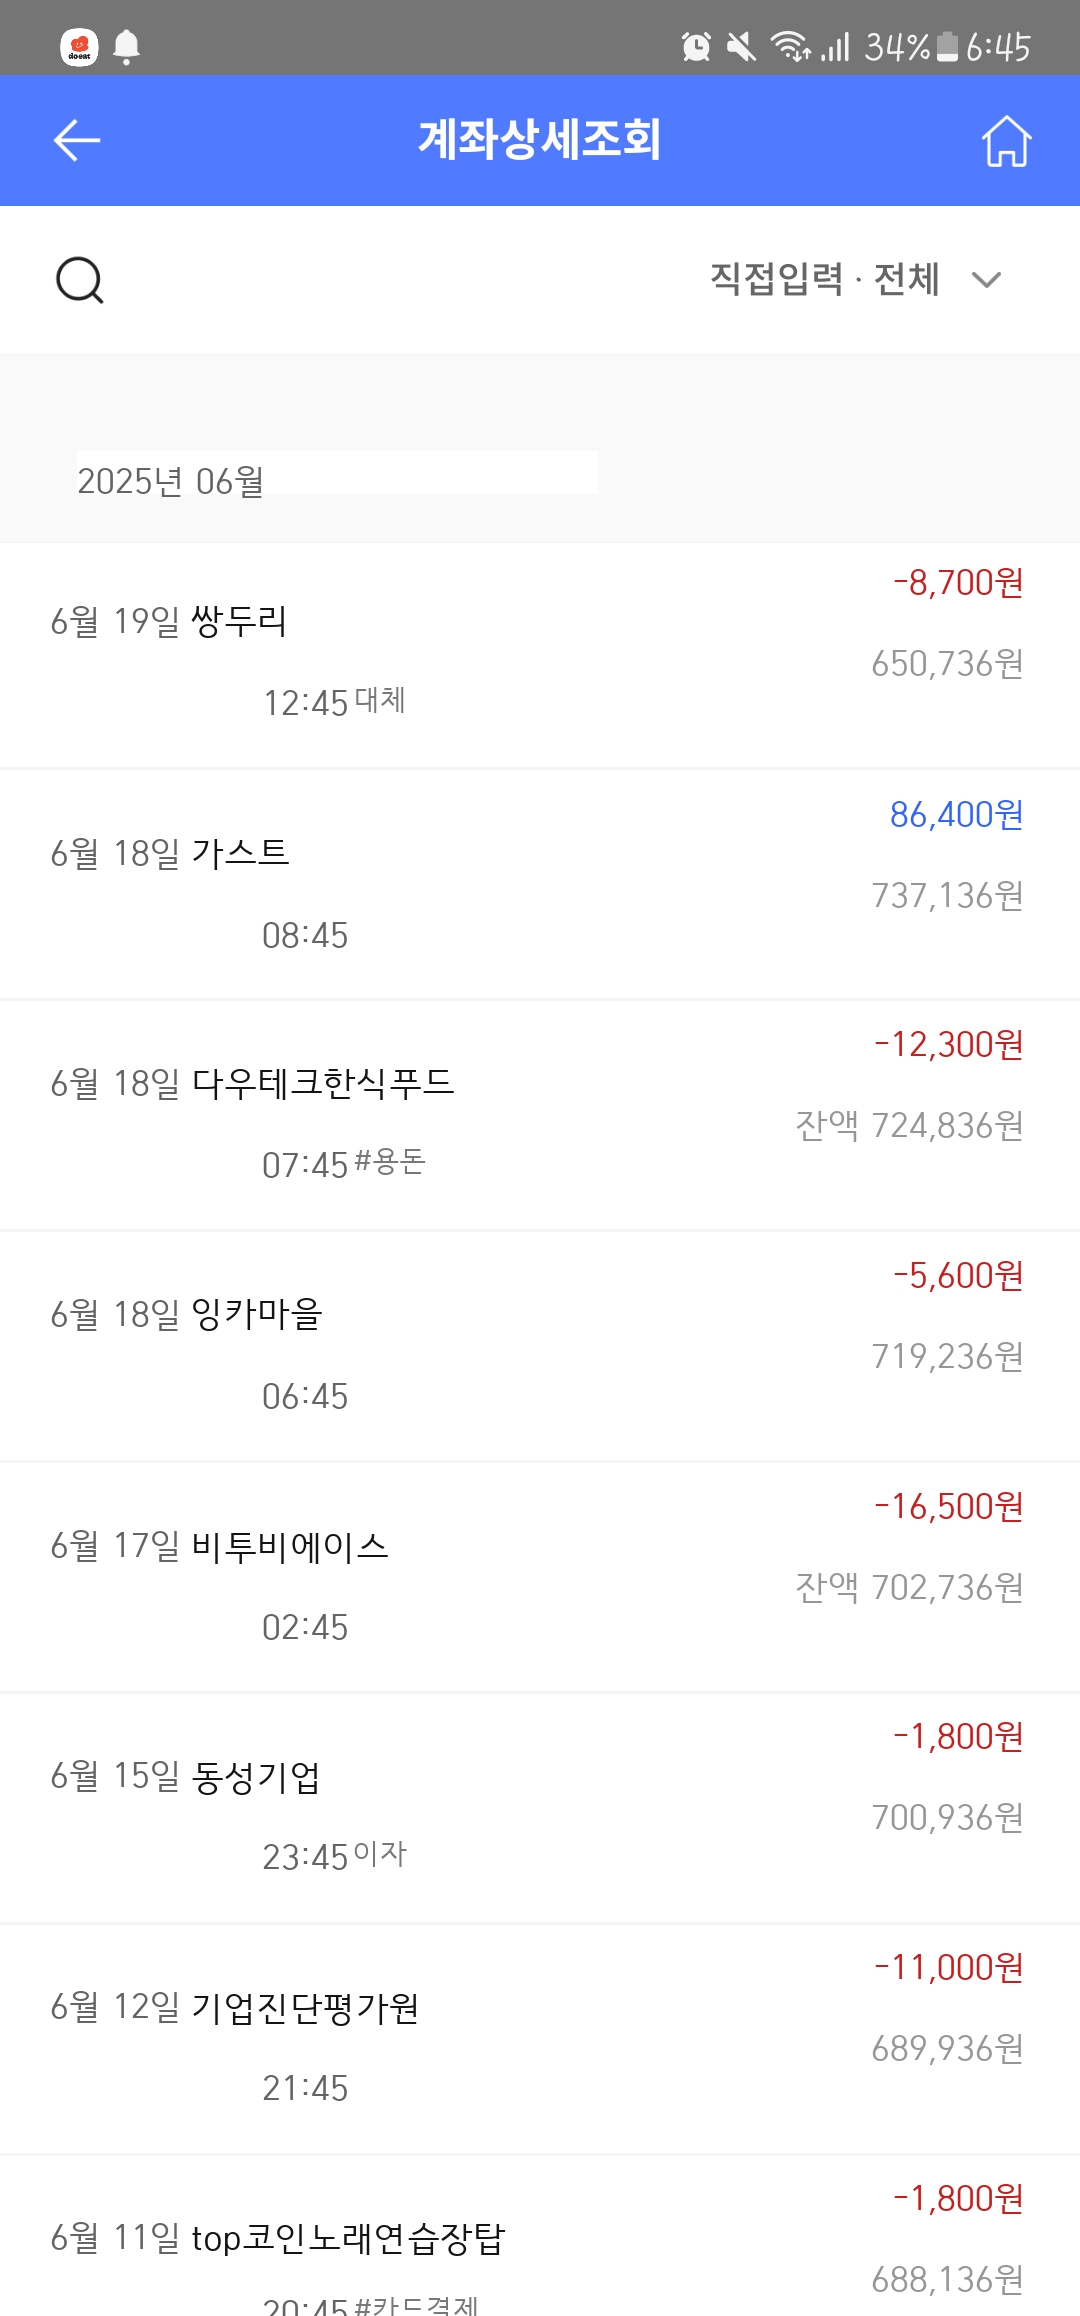 doeat
34% 6:45
계좌상세조회
직접입력 · 전체
2025년 06월
-8,700원
6월 19일 쌍두리
650,736원
12:45 대체
86,400원
6월 18일 가스트
737,136원
08:45
-12,300원
6월 18일 다우테크한식푸드
잔액 724,836원
07:45 #용돈
-5,600원
6월 18일 잉카마을
719,236원
06:45
-16,500원
6월 17일 비투비에이스
잔액 702,736원
02:45
-1,800원
6월 15일 동성기업
700,936원
23:45 이자
-11,000원
6월 12일 기업진단평가원
689,936원
21:45
-1,800원
6월 11일 top코인노래연습장탑
688,136원
20:45 #카드결제